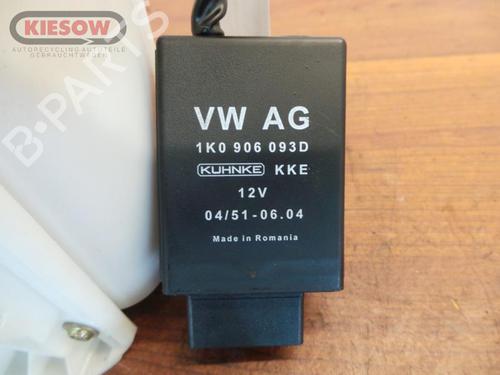 KIESOW
AUTORECYCLING AUTOTEILE
GEBRAUCHTWAGEN
B-PARTS
VW AG
1K0 906 093D
KUHNKE KKE
12V
04/51-06.04
Made in Romania